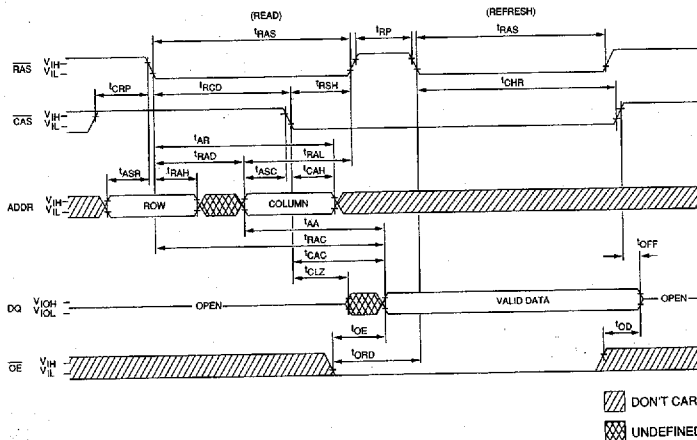 (READ) (REFRESH)
tRAS tRP tRAS
RAS VIH VIL
tCRP tRCD tRSH tCHR
CAS VIH VIL
tAR
tRAD tRAL
tASR tRAH tASC tCAH
ADDR VIH VIL ROW COLUMN
tAA
tRAC
tCAC tOFF
tCLZ
DQ VIOH VIOL OPEN VALID DATA OPEN
tOE tOD
tORD
OE VIH VIL
DON'T CAR
UNDEFINED